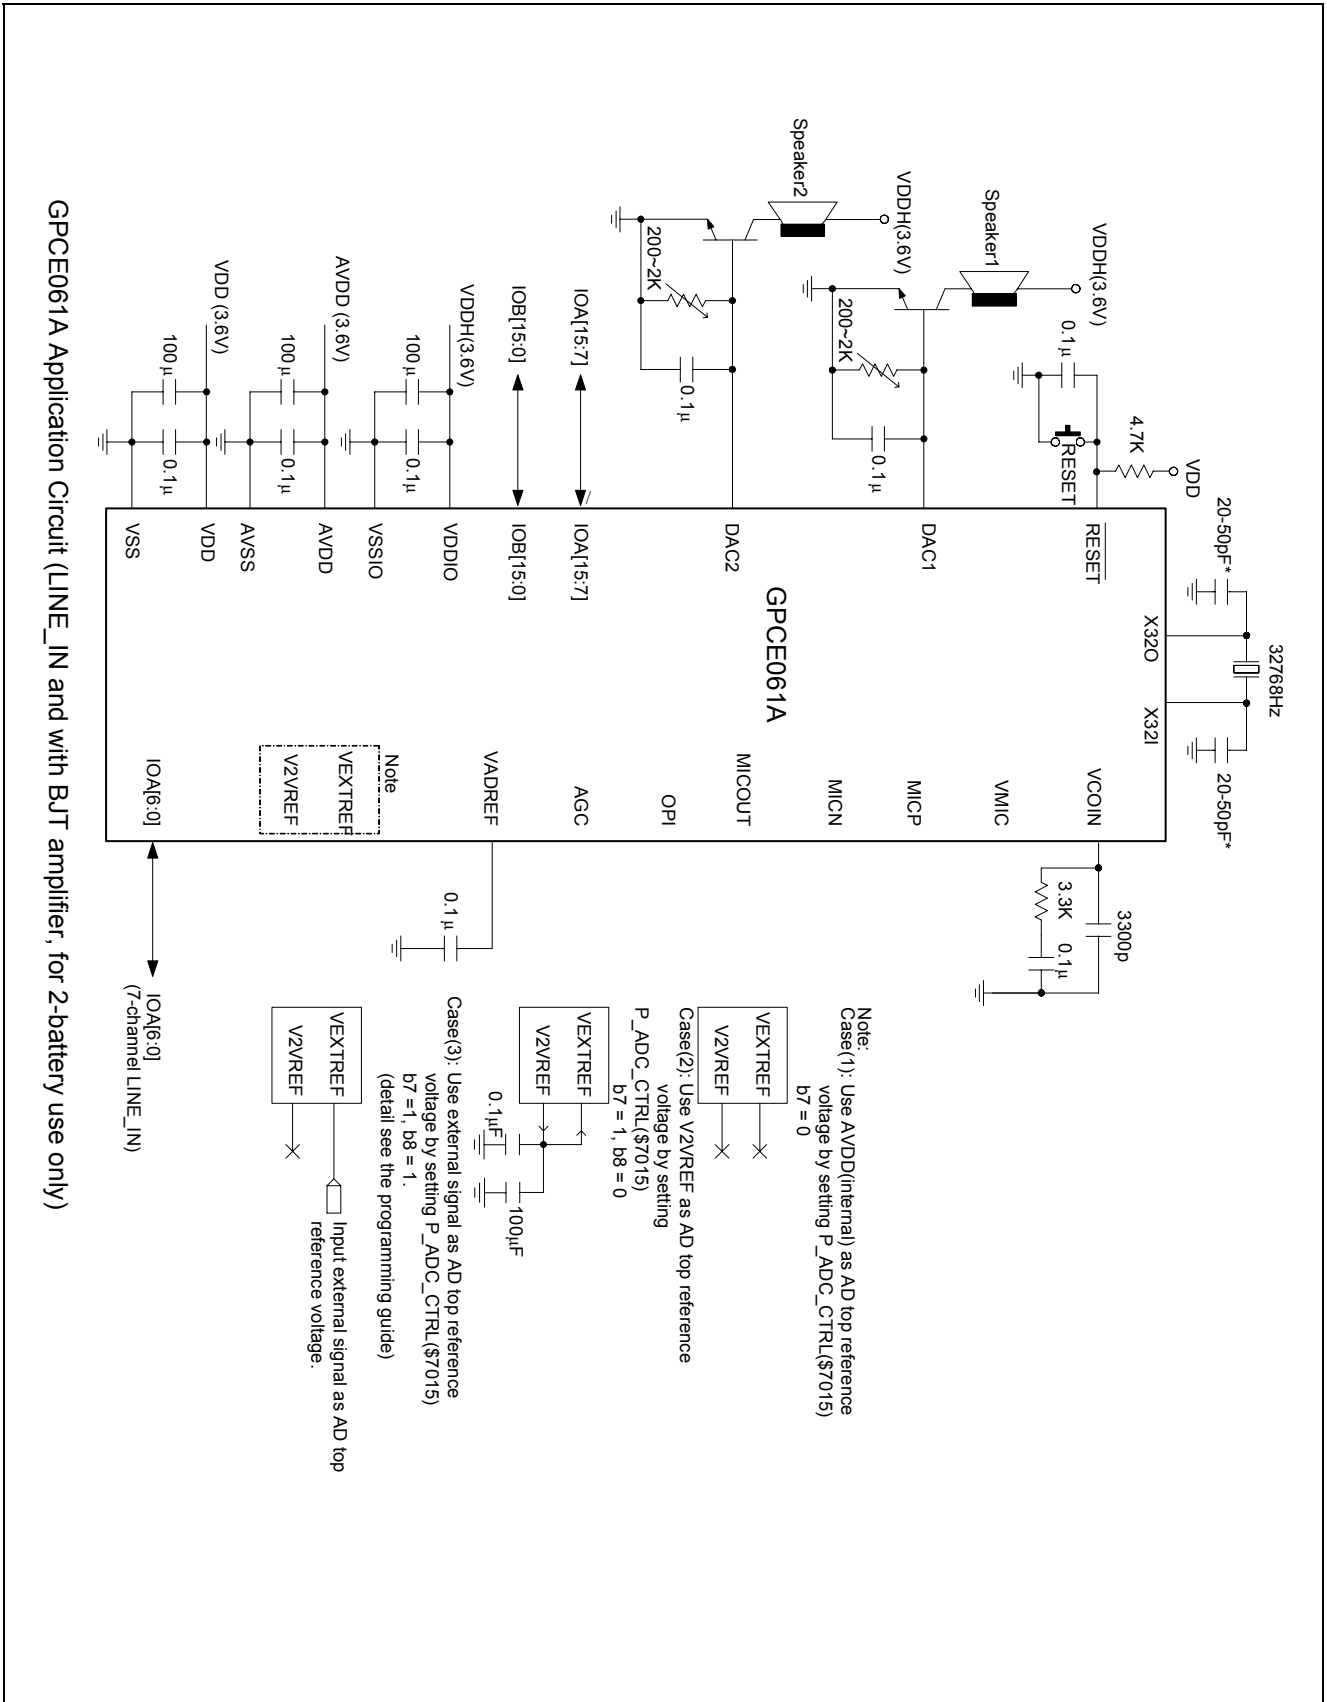 32768Hz
20-50pF*
20-50pF*
VDD
4.7K
RESET
0.1μ
VDDH(3.6V)
Speaker1
200~2K
0.1μ
VDDH(3.6V)
Speaker2
200~2K
0.1μ
IOA[15:7]
IOB[15:0]
VDDH(3.6V)
100μ
0.1μ
AVDD (3.6V)
100μ
0.1μ
VDD (3.6V)
100μ
0.1μ
X32O
X32I
RESET
DAC1
DAC2
IOA[15:7]
IOB[15:0]
VDDIO
VSSIO
AVDD
AVSS
VDD
VSS
GPCE061A
VCOIN
VMIC
MICP
MICN
MICOUT
OPI
AGC
VADREF
Note
VEXTREF
V2VREF
IOA[6:0]
3300p
3.3K
0.1μ
0.1μ
IOA[6:0]
(7-channel LINE_IN)
Note:
Case(1): Use AVDD(internal) as AD top reference
voltage by setting P_ADC_CTRL($7015)
b7 = 0
VEXTREF
V2VREF
Case(2): Use V2VREF as AD top reference
voltage by setting
P_ADC_CTRL($7015)
b7 = 1, b8 = 0
VEXTREF
V2VREF
0.1μF
100μF
Case(3): Use external signal as AD top reference
voltage by setting P_ADC_CTRL($7015)
b7 =1, b8 = 1.
(detail see the programming guide)
VEXTREF
V2VREF
Input external signal as AD top
reference voltage.
GPCE061A Application Circuit (LINE_IN and with BJT amplifier, for 2-battery use only)